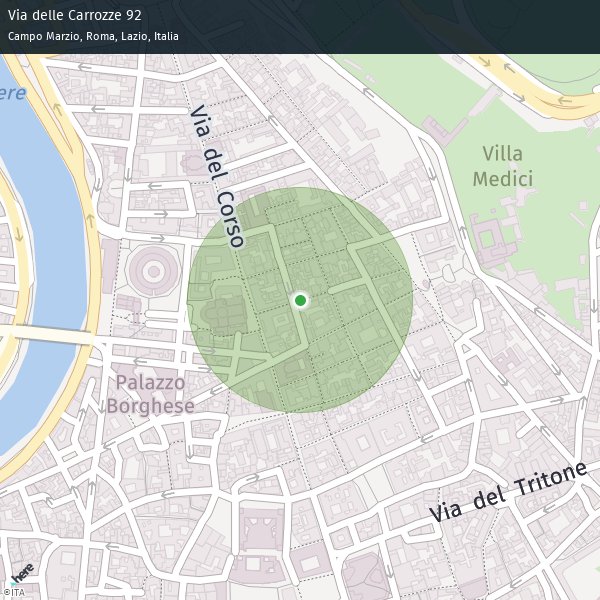 Via delle Carrozze 92
Campo Marzio, Roma, Lazio, Italia
ere
Via del Corso
Villa
Medici
Palazzo
Borghese
Via del Tritone
here
©ITA